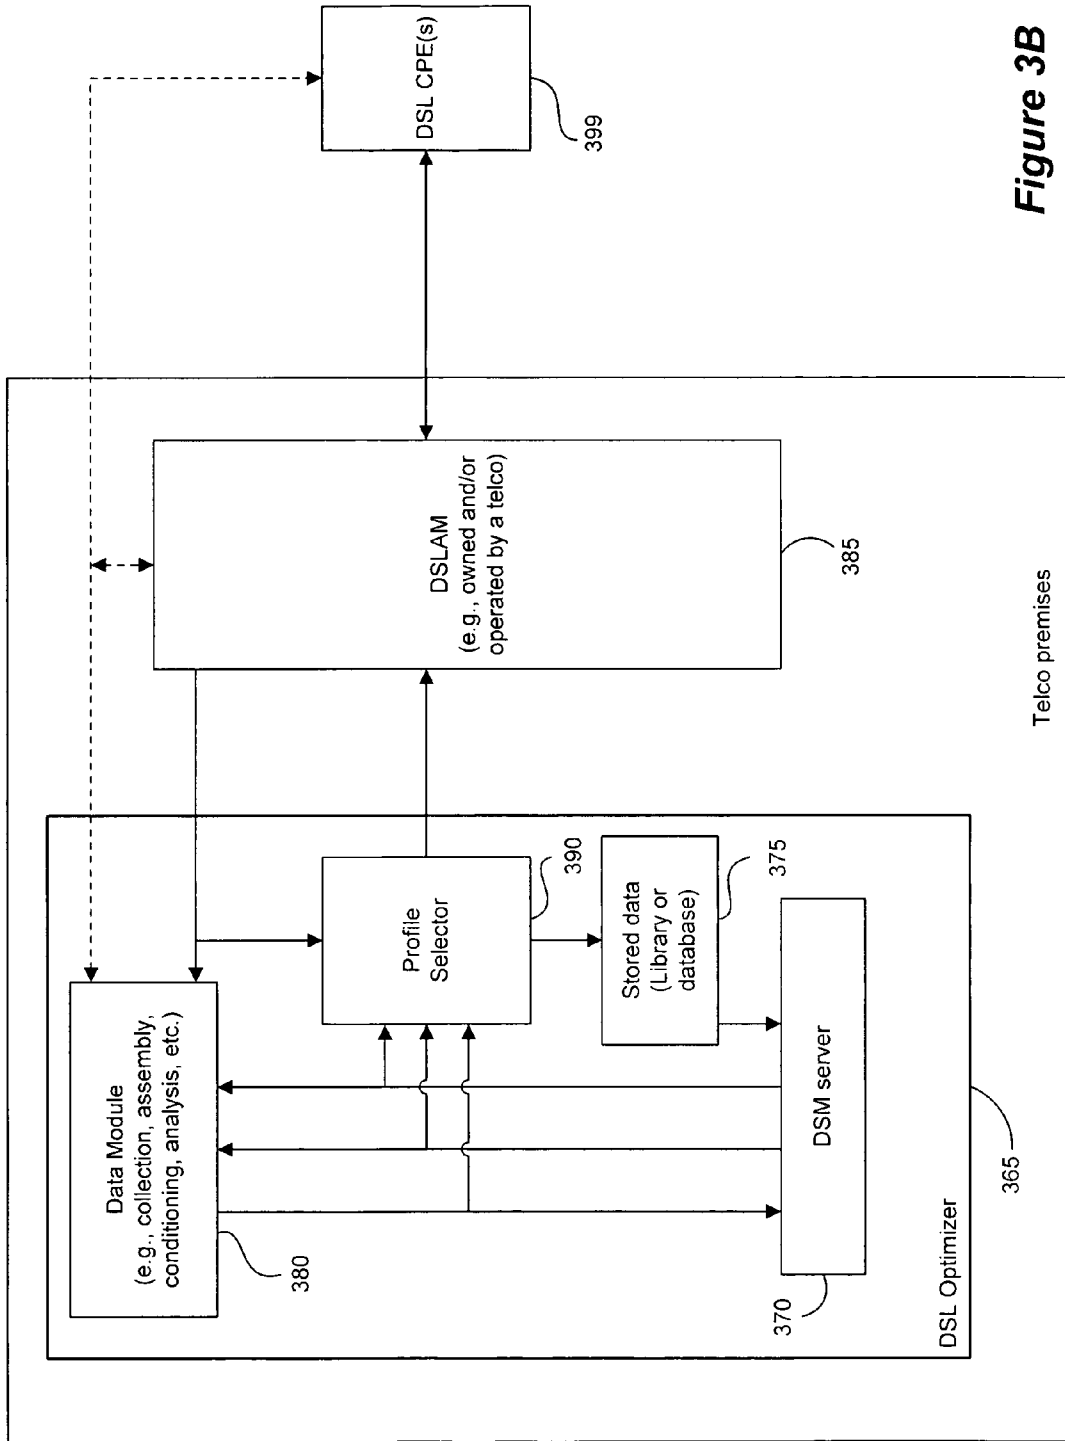 Data Module
(e.g., collection, assembly,
conditioning, analysis, etc.)
380
Profile
Selector
390
Stored data
(Library or
database)
375
DSM server
370
DSL Optimizer
365
DSLAM
(e.g., owned and/or
operated by a telco)
385
Telco premises
DSL CPE(s)
399
Figure 3B